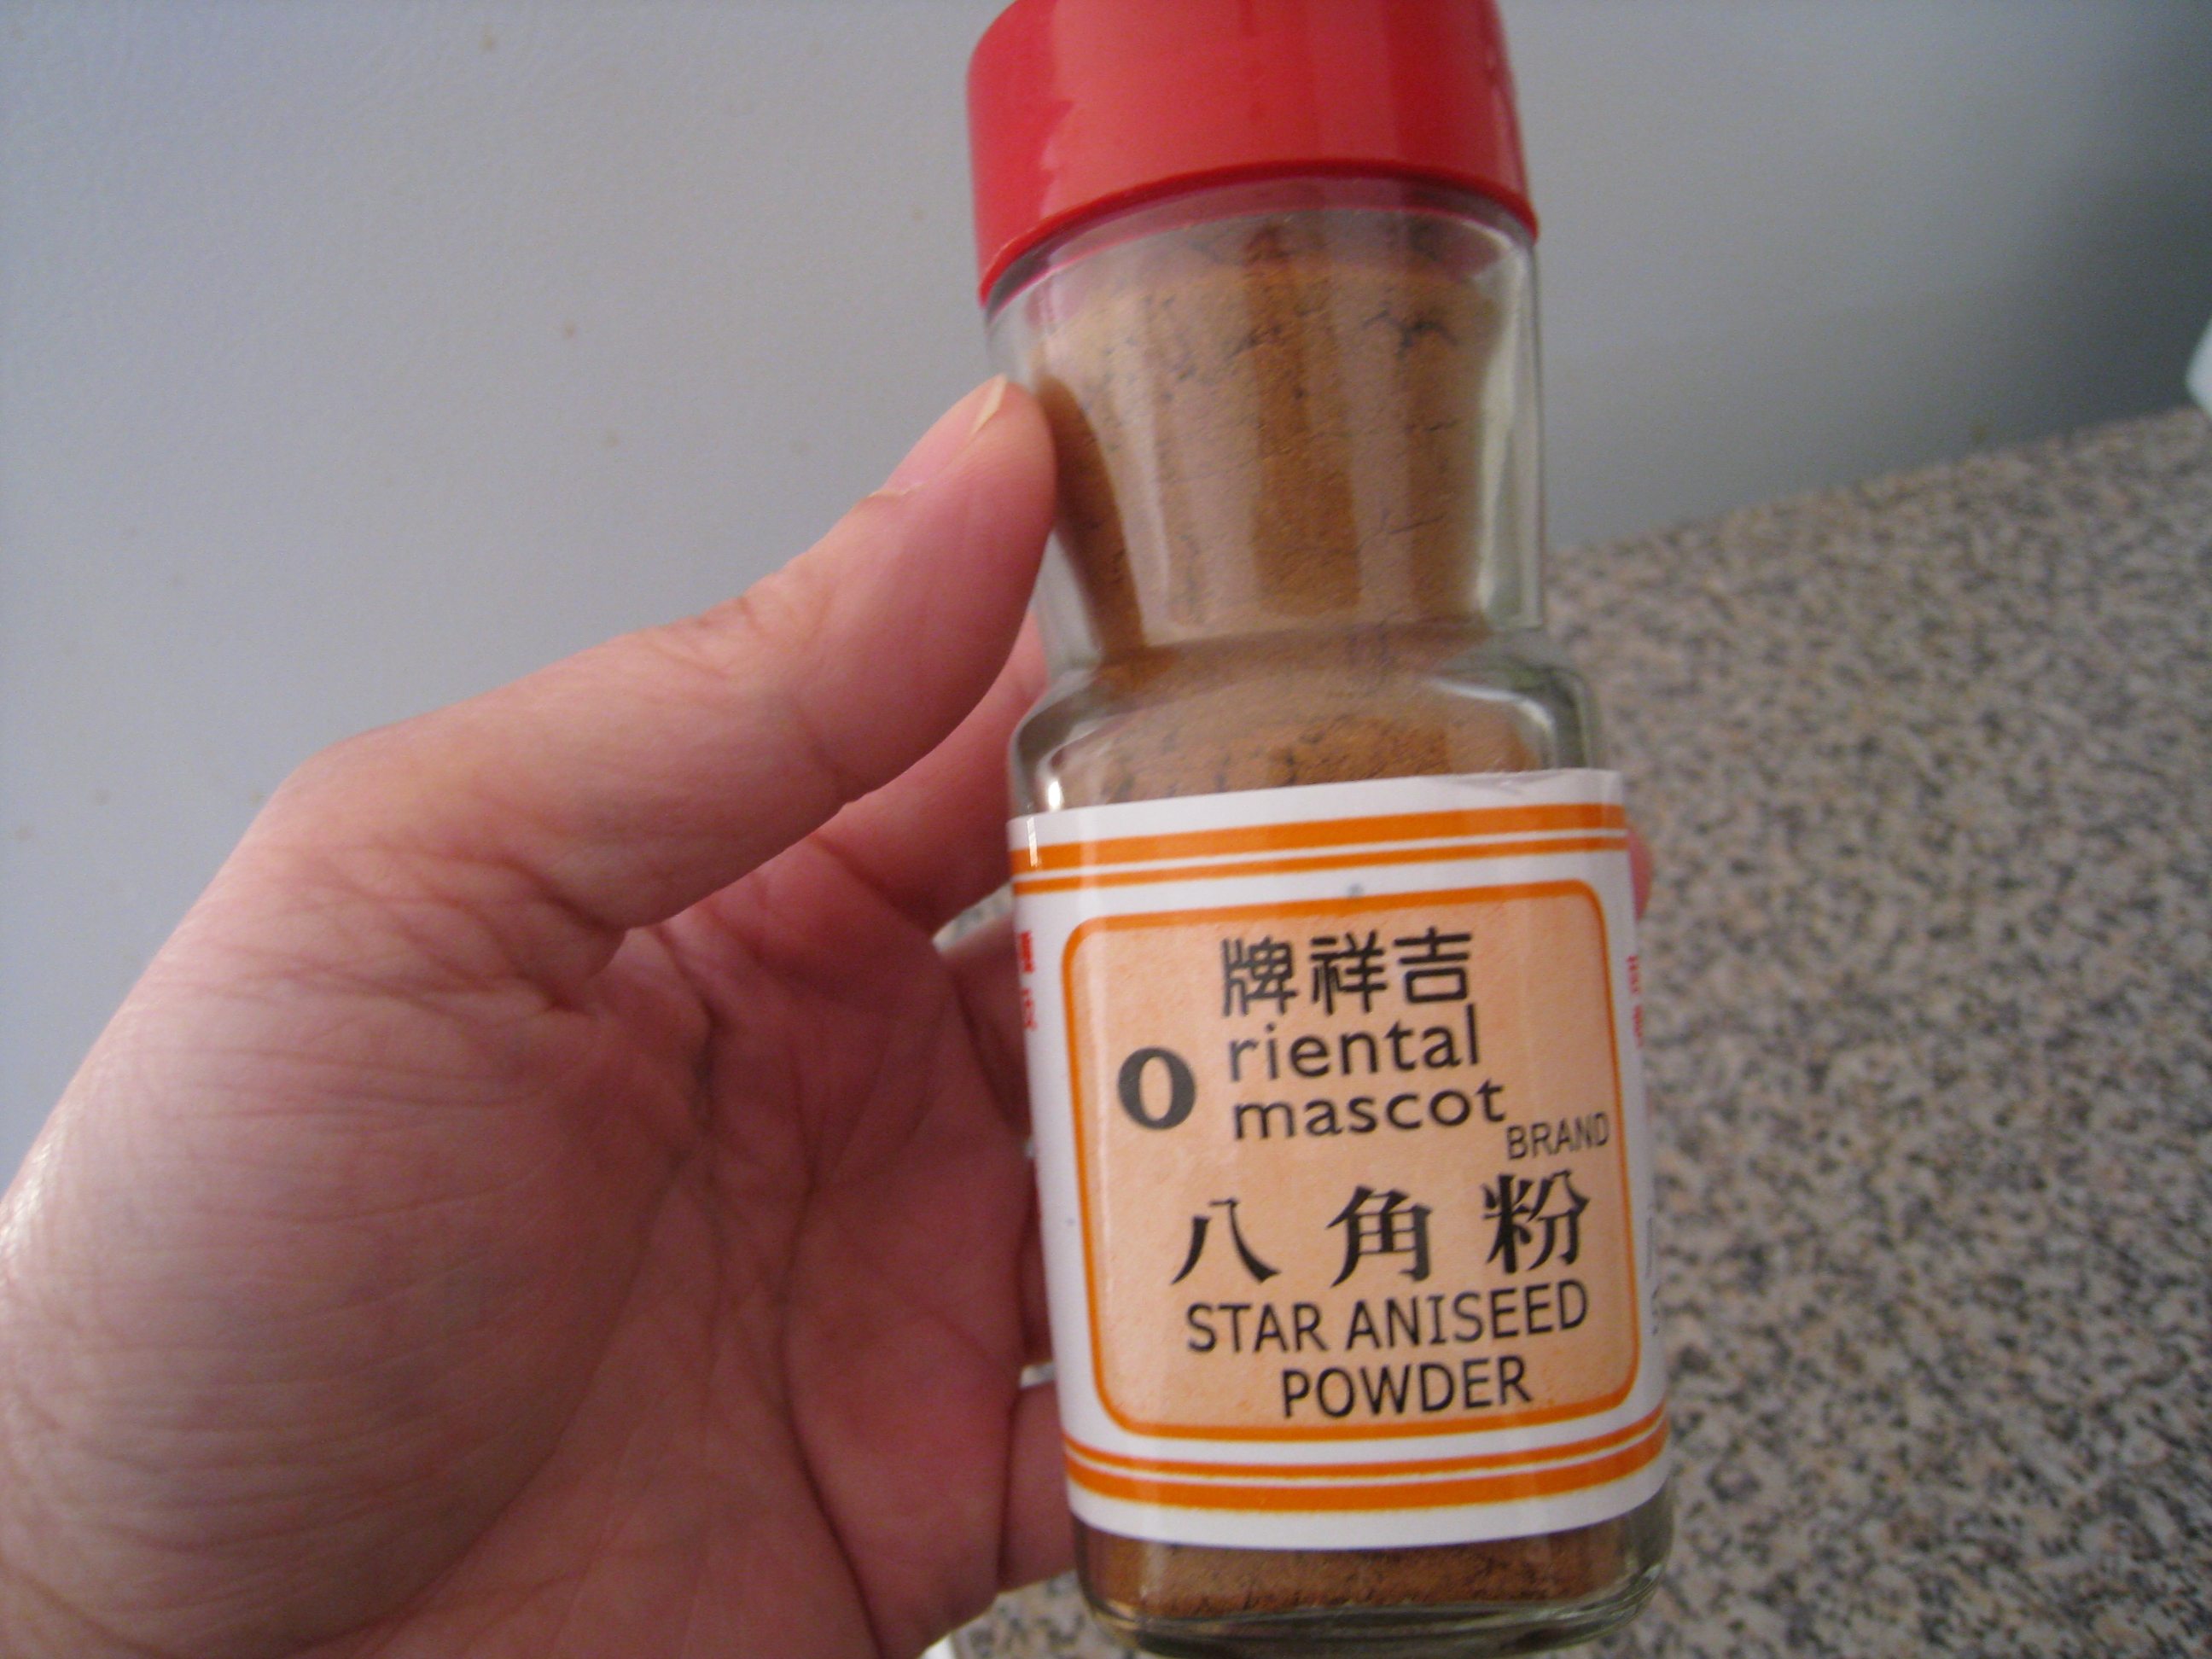 牌祥吉
Oriental
mascot
BRAND
八角粉
STAR ANISEED
POWDER